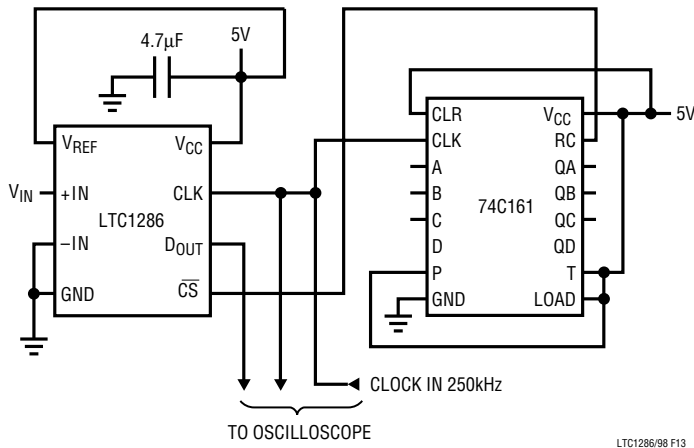 4.7µF
5V
VREF
VCC
VIN
+IN
CLK
LTC1286
–IN
DOUT
GND
CS
CLR
VCC
5V
CLK
RC
A
QA
B
QB
74C161
C
QC
D
QD
P
T
GND
LOAD
CLOCK IN 250kHz
TO OSCILLOSCOPE
LTC1286/98 F13